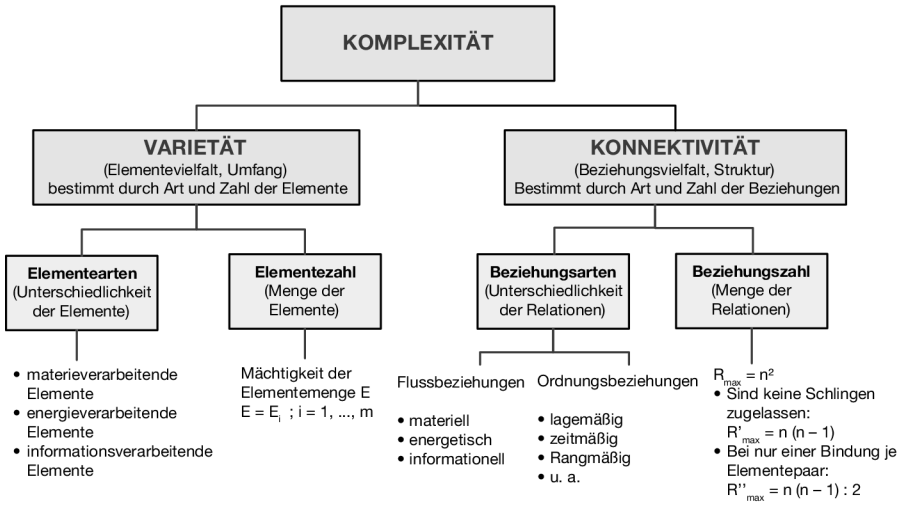 KOMPLEXITÄT
VARIETÄT
(Elementevielfalt, Umfang)
bestimmt durch Art und Zahl der Elemente
KONNEKTIVITÄT
(Beziehungsvielfalt, Struktur)
Bestimmt durch Art und Zahl der Beziehungen
Elementearten
(Unterschiedlichkeit
der Elemente)
Elementezahl
(Menge der
Elemente)
Beziehungsarten
(Unterschiedlichkeit
der Relationen)
Beziehungszahl
(Menge der
Relationen)
• materieverarbeitende
Elemente
• energieverarbeitende
Elemente
• informationsverarbeitende
Elemente
Mächtigkeit der
Elementemenge E
E = Ei ; i = 1, ..., m
Flussbeziehungen
• materiell
• energetisch
• informationell
Ordnungsbeziehungen
• lagemäßig
• zeitmäßig
• Rangmäßig
• u. a.
Rmax = n²
• Sind keine Schlingen
zugelassen:
R’max = n (n – 1)
• Bei nur einer Bindung je
Elementepaar:
R’’max = n (n – 1) : 2